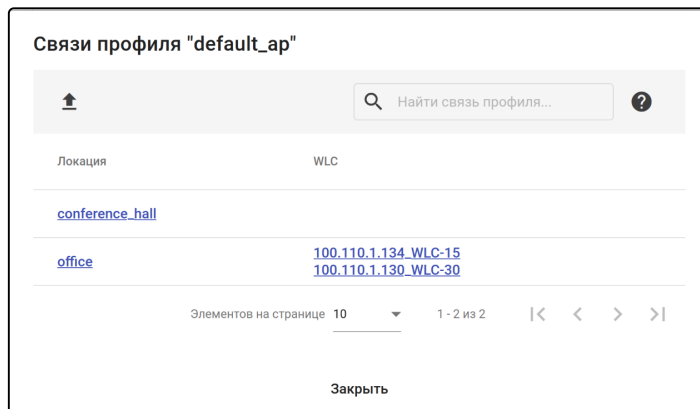 Связи профиля "default_ap"
Найти связь профиля...
Локация WLC
conference_hall
office 100.110.1.134_WLC-15
100.110.1.130_WLC-30
Элементов на странице 10 1 - 2 из 2
Закрыть